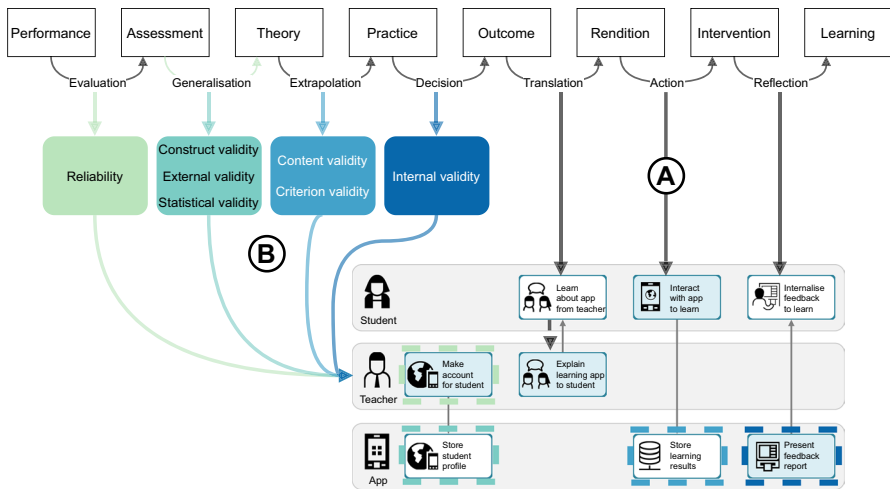 Performance
Assessment
Theory
Practice
Outcome
Rendition
Intervention
Learning
Evaluation
Generalisation
Extrapolation
Decision
Translation
Action
Reflection
Reliability
Construct validity
External validity
Statistical validity
Content validity
Criterion validity
Internal validity
A
B
Student
Learn
about app
from teacher
Interact
with app
to learn
Internalise
feedback
to learn
Teacher
Make
account
for student
Explain
learning app
to student
App
Store
student
profile
Store
learning
results
Present
feedback
report